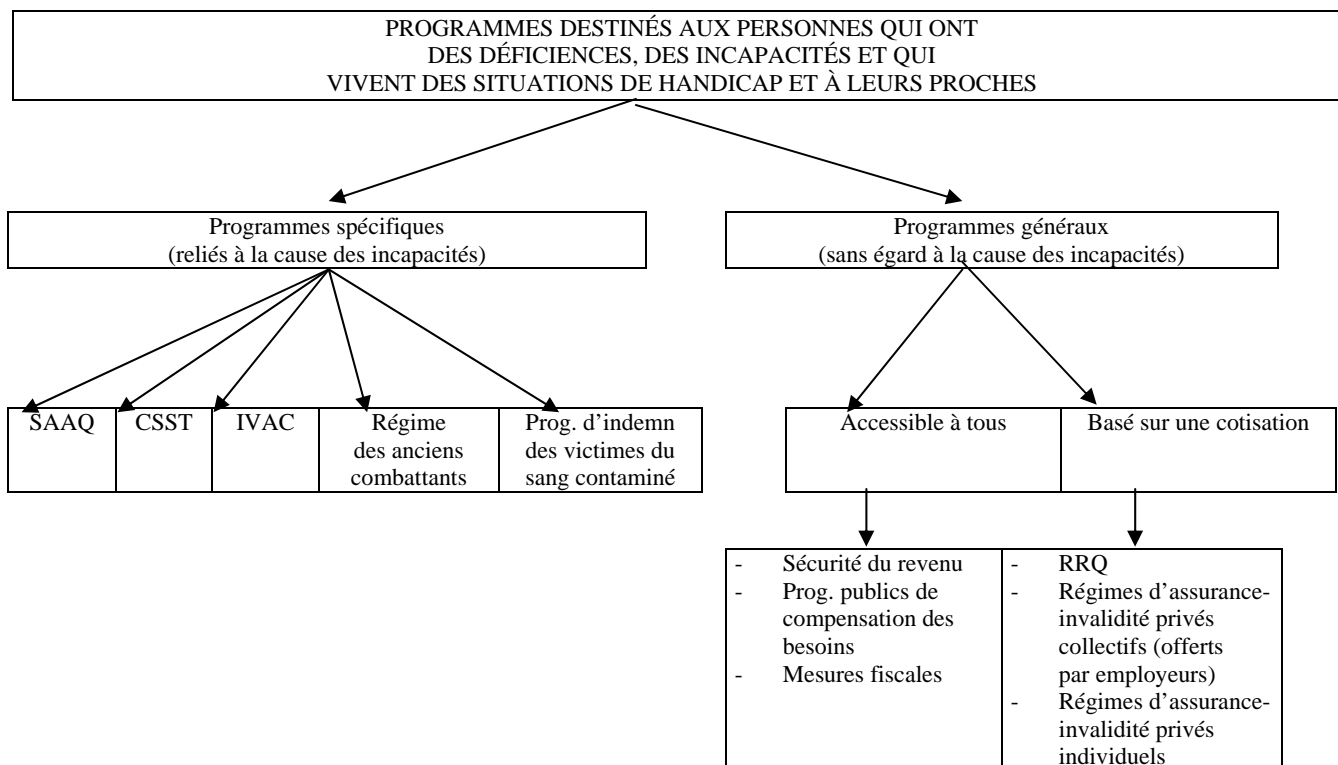 PROGRAMMES DESTINÉS AUX PERSONNES QUI ONT
DES DÉFICIENCES, DES INCAPACITÉS ET QUI
VIVENT DES SITUATIONS DE HANDICAP ET À LEURS PROCHES
Programmes spécifiques
(reliés à la cause des incapacités)
Programmes généraux
(sans égard à la cause des incapacités)
SAAQ
CSST
IVAC
Régime
des anciens
combattants
Prog. d’indemn
des victimes du
sang contaminé
Accessible à tous
Basé sur une cotisation
- Sécurité du revenu
- Prog. publics de
compensation des
besoins
- Mesures fiscales
- RRQ
- Régimes d’assurance-
invalidité privés
collectifs (offerts
par employeurs)
- Régimes d’assurance-
invalidité privés
individuels